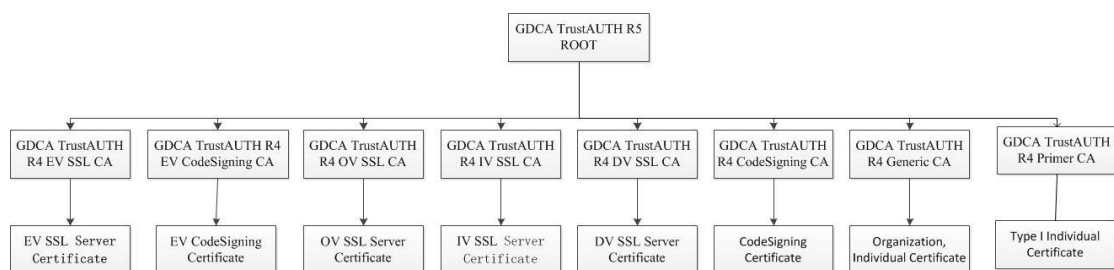 GDCA TrustAUTH R5
ROOT
GDCA TrustAUTH
R4 EV SSL CA
GDCA TrustAUTH R4
EV CodeSigning CA
GDCA TrustAUTH
R4 OV SSL CA
GDCA TrustAUTH
R4 IV SSL CA
GDCA TrustAUTH
R4 DV SSL CA
GDCA TrustAUTH
R4 CodeSigning CA
GDCA TrustAUTH
R4 Generic CA
GDCA TrustAUTH
R4 Primer CA
EV SSL Server
Certificate
EV CodeSigning
Certificate
OV SSL Server
Certificate
IV SSL Server
Certificate
DV SSL Server
Certificate
CodeSigning
Certificate
Organization,
Individual Certificate
Type I Individual
Certificate